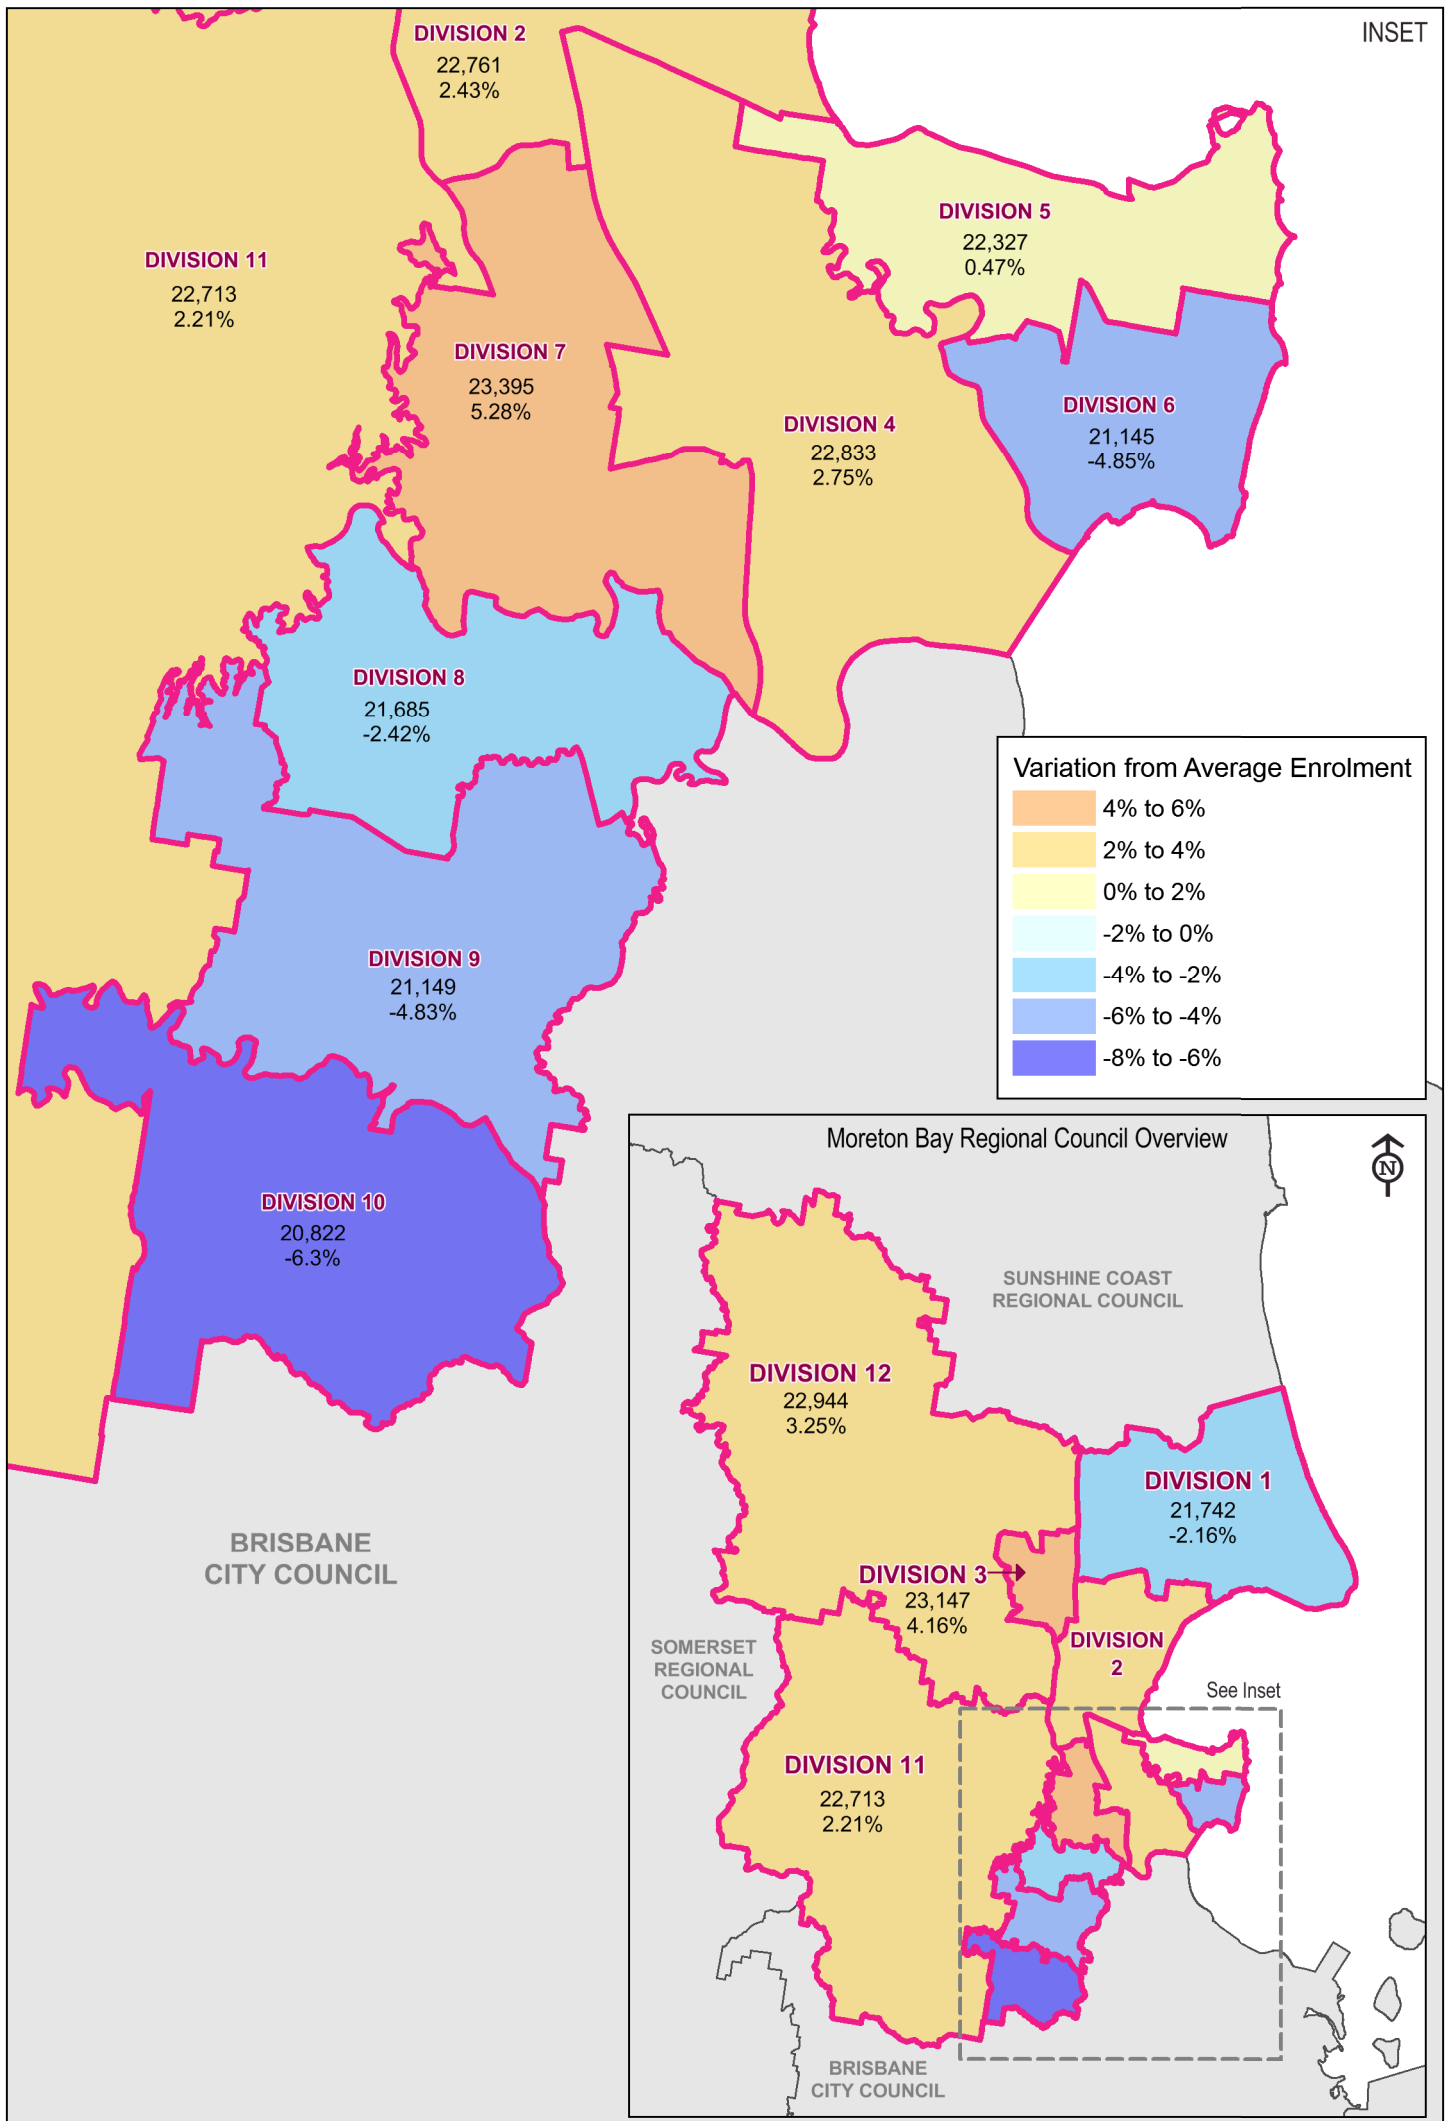 INSET
DIVISION 2
22,761
2.43%
DIVISION 5
22,327
0.47%
DIVISION 11
22,713
2.21%
DIVISION 7
23,395
5.28%
DIVISION 4
22,833
2.75%
DIVISION 6
21,145
-4.85%
DIVISION 8
21,685
-2.42%
Variation from Average Enrolment
4% to 6%
2% to 4%
0% to 2%
-2% to 0%
-4% to -2%
-6% to -4%
-8% to -6%
DIVISION 9
21,149
-4.83%
DIVISION 10
20,822
-6.3%
BRISBANE
CITY COUNCIL
Moreton Bay Regional Council Overview
N
SUNSHINE COAST
REGIONAL COUNCIL
DIVISION 12
22,944
3.25%
DIVISION 1
21,742
-2.16%
DIVISION 3
23,147
4.16%
DIVISION
2
SOMERSET
REGIONAL
COUNCIL
See Inset
DIVISION 11
22,713
2.21%
BRISBANE
CITY COUNCIL